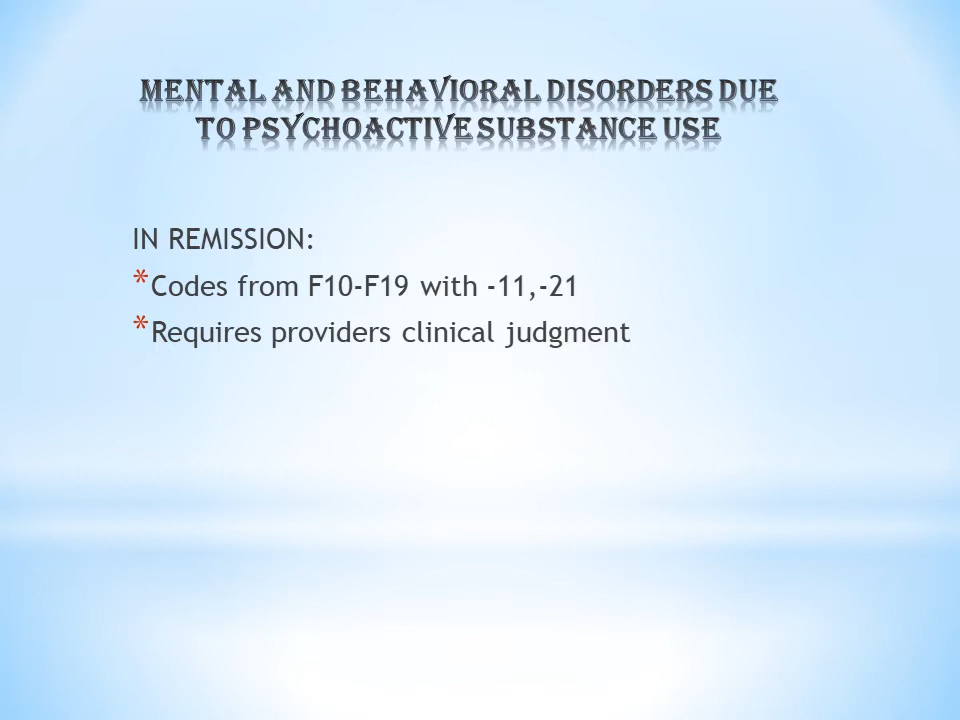 MENTAL AND BEHAVIORAL DISORDERS DUE
TO PSYCHOACTIVE SUBSTANCE USE
IN REMISSION:
* Codes from F10-F19 with -11,-21
* Requires providers clinical judgment